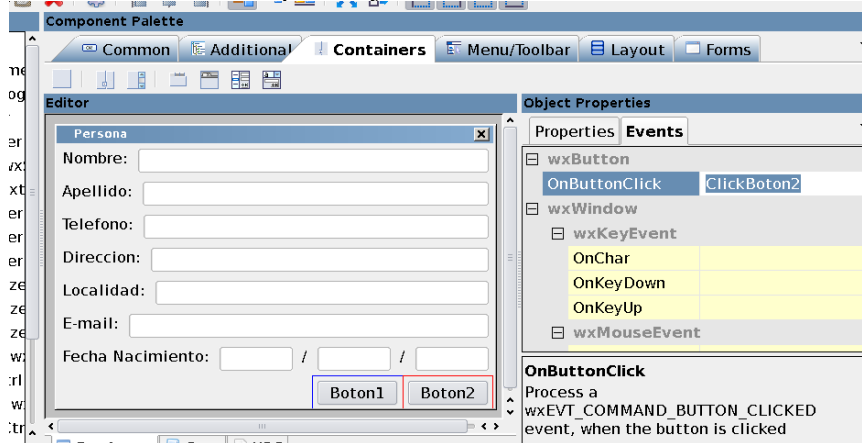 Component Palette
Common Additional Containers Menu/Toolbar Layout Forms
Editor
Persona
Nombre:
Apellido:
Telefono:
Direccion:
Localidad:
E-mail:
Fecha Nacimiento: / /
Boton1 Boton2
Object Properties
Properties Events
wxButton
OnButtonClick ClickBoton2
wxWindow
wxKeyEvent
OnChar
OnKeyDown
OnKeyUp
wxMouseEvent
OnButtonClick
Process a
wxEVT_COMMAND_BUTTON_CLICKED
event, when the button is clicked